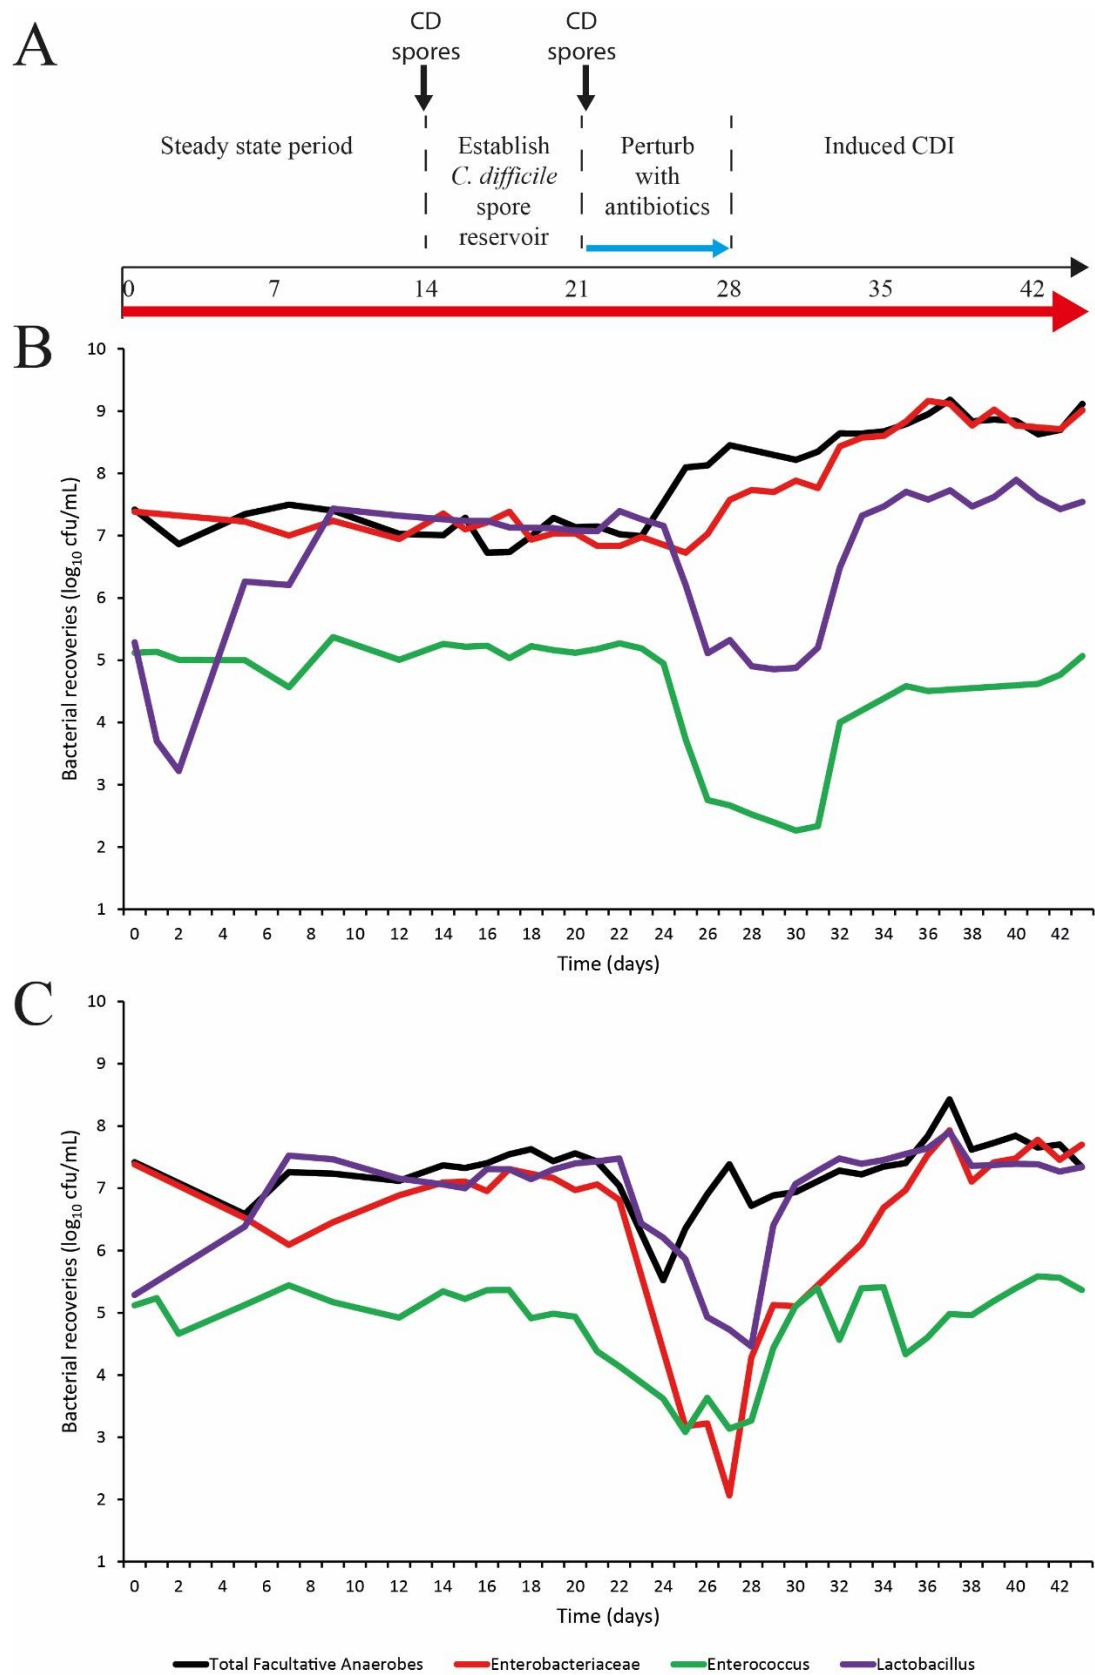 A
CD
spores
CD
spores
Steady state period
Establish
C. difficile
spore
reservoir
Perturb
with
antibiotics
Induced CDI
0 7 14 21 28 35 42
B
10
9
8
7
6
5
4
3
2
1
Bacterial recoveries (log10 cfu/mL)
0 2 4 6 8 10 12 14 16 18 20 22 24 26 28 30 32 34 36 38 40 42
Time (days)
C
10
9
8
7
6
5
4
3
2
1
Bacterial recoveries (log10 cfu/mL)
0 2 4 6 8 10 12 14 16 18 20 22 24 26 28 30 32 34 36 38 40 42
Time (days)
Total Facultative Anaerobes Enterobacteriaceae Enterococcus Lactobacillus